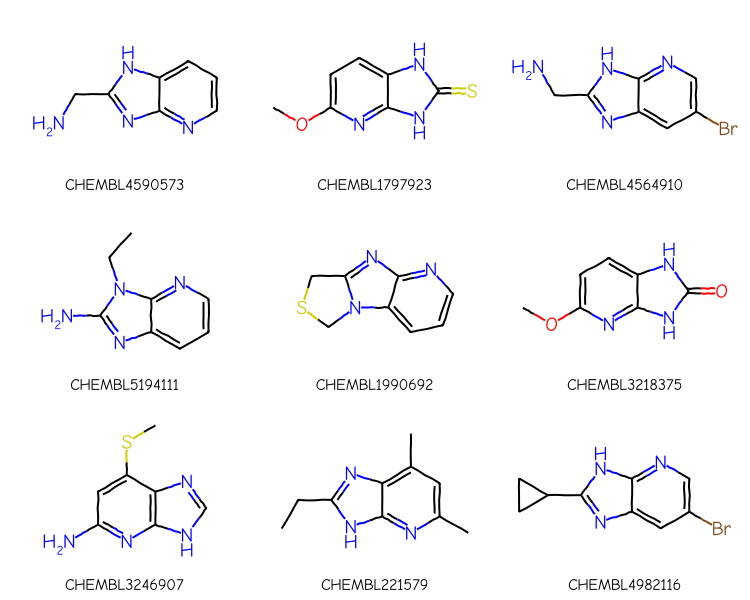 H
N
N
N
H2N
CHEMBL4590573
H
N
S
N
H
N
O
CHEMBL1797923
H2N
H
N
N
N
Br
CHEMBL4564910
N
N
N
H2N
CHEMBL5194111
N
N
N
S
CHEMBL1990692
H
N
O
N
H
N
O
CHEMBL3218375
S
N
N
H
N
H2N
CHEMBL3246907
N
N
H
N
CHEMBL221579
H
N
N
N
Br
CHEMBL4982116